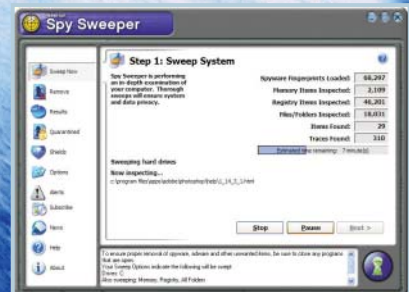 Spy Sweeper
Step 1: Sweep System
Spy Sweeper is performing
an in-depth examination of
your computer. Thorough
sweeps will ensure system
and data privacy.
Spyware Fingerprints Loaded: 68,297
Memory Items Inspected: 2,109
Registry Items Inspected: 46,201
Files/Folders Inspected: 18,031
Items Found: 29
Traces Found: 310
Estimated time remaining: 7 minute(s)
Sweeping hard drives
Now inspecting...
Stop
Pause
Next >
Sweep Now
Remove
Results
Quarantined
Shields
Options
Alerts
Subscribe
News
Help
About
To ensure proper removal of spyware, adware and other unwanted items, be sure to close any programs
that are open.
Your Sweep Options indicate the following will be swept:
Drives: C:
Also sweeping: Memory, Registry, All Folders